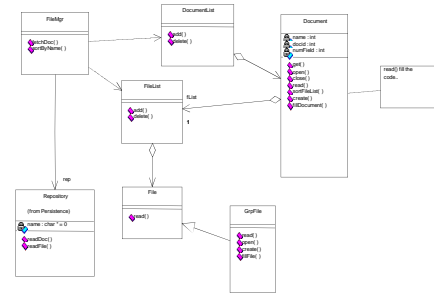 FileMgr
fetchDoc( )
sortByName( )
DocumentList
add( )
delete( )
Document
name : int
docid : int
numField : int
get( )
open( )
close( )
read( )
sortFileList( )
create( )
fillDocument( )
read() fill the
code..
FileList
add( )
delete( )
fList
1
rep
Repository
(from Persistence)
name : char * = 0
readDoc( )
readFile( )
File
read( )
GrpFile
read( )
open( )
create( )
fillFile( )